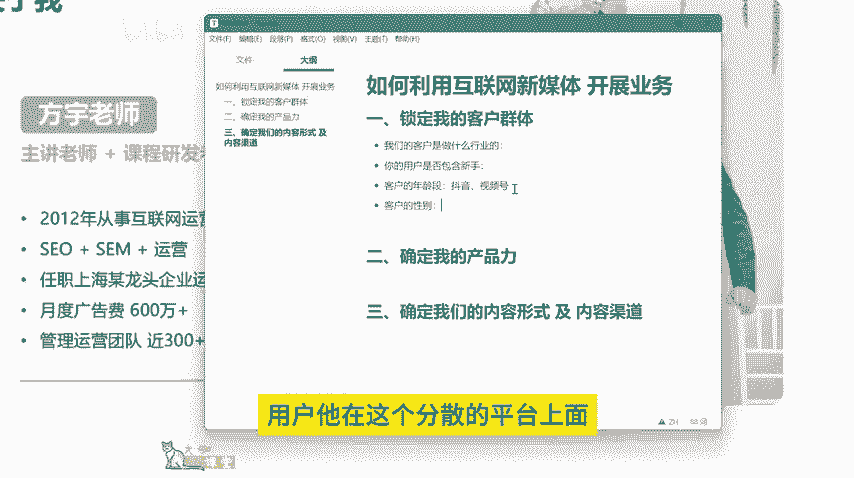 方宇老师
主讲老师 + 课程研发
2012年从事互联网运营
SEO + SEM + 运营
任职上海某龙头企业运
月度广告费 600万+
管理运营团队 近300+
文件(F) 编辑(E) 段落(P) 格式(O) 视图(V) 主题(T) 帮助(H)
文件 大纲
如何利用互联网新媒体 开展业务
一、锁定我的客户群体
二、确定我的产品力
三、确定我们的内容形式 及
内容渠道
如何利用互联网新媒体 开展业务
一、锁定我的客户群体
我们的客户是做什么行业的：
你的用户是否包含新手：
客户的年龄段：抖音、视频号
客户的性别：
二、确定我的产品力
三、确定我们的内容形式 及 内容渠道
用户他在这个分散的平台上面